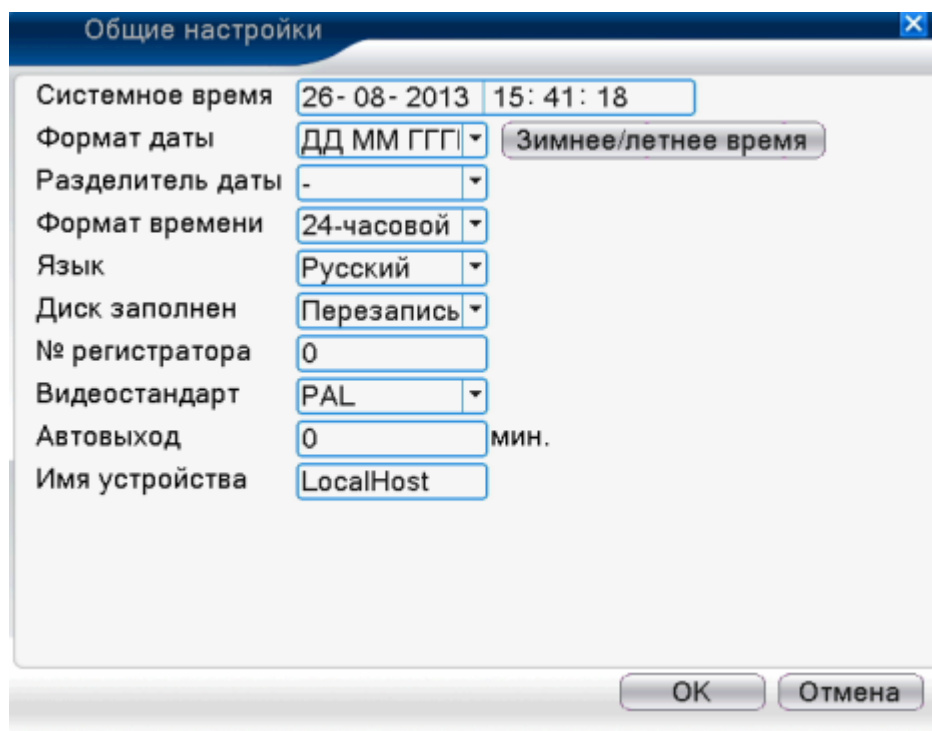 Общие настройки
Системное время 26- 08- 2013 15: 41: 18
Формат даты ДД ММ ГГГ Зимнее/летнее время
Разделитель даты -
Формат времени 24-часовой
Язык Русский
Диск заполнен Перезапись
№ регистратора 0
Видеостандарт PAL
Автовыход 0 мин.
Имя устройства LocalHost
OK Отмена